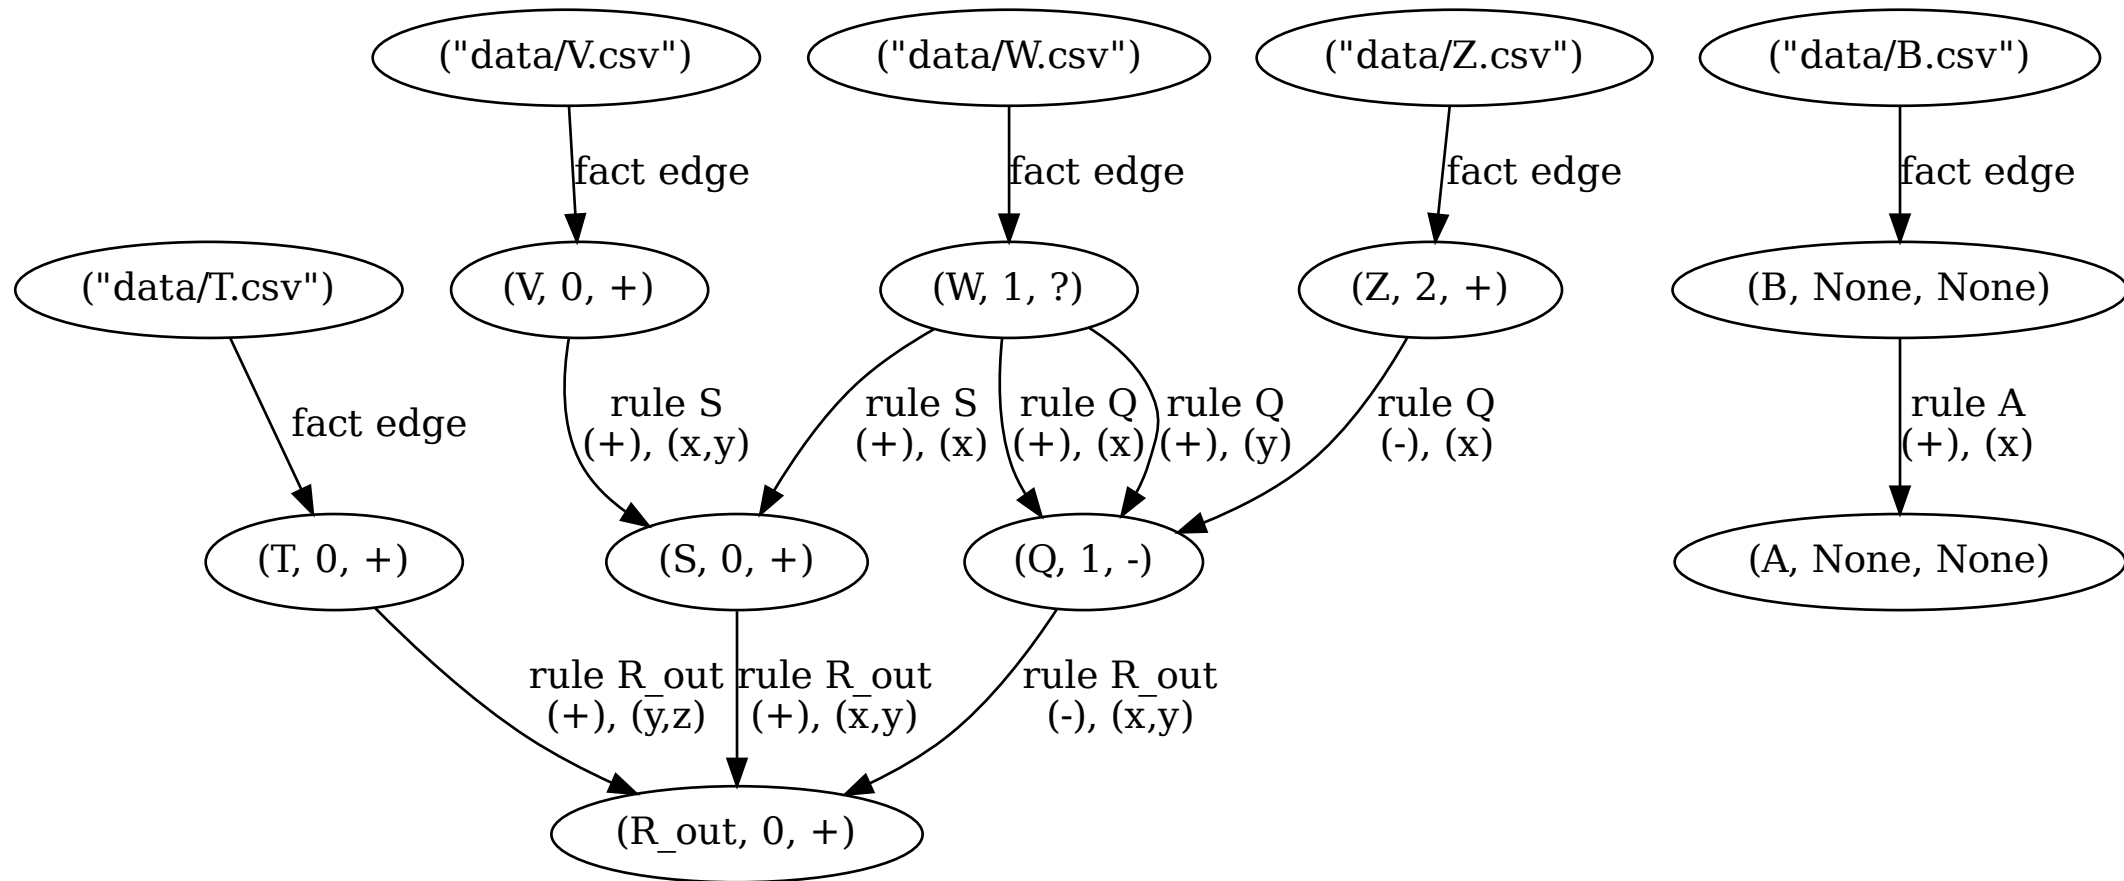 ("data/V.csv")
("data/W.csv")
("data/Z.csv")
("data/B.csv")
fact edge
fact edge
fact edge
fact edge
("data/T.csv")
(V, 0, +)
(W, 1, ?)
(Z, 2, +)
(B, None, None)
fact edge
rule S
(+), (x,y)
rule S
(+), (x)
rule Q
(+), (x)
rule Q
(+), (y)
rule Q
(-), (x)
rule A
(+), (x)
(T, 0, +)
(S, 0, +)
(Q, 1, -)
(A, None, None)
rule R_out
(+), (y,z)
rule R_out
(+), (x,y)
rule R_out
(-), (x,y)
(R_out, 0, +)